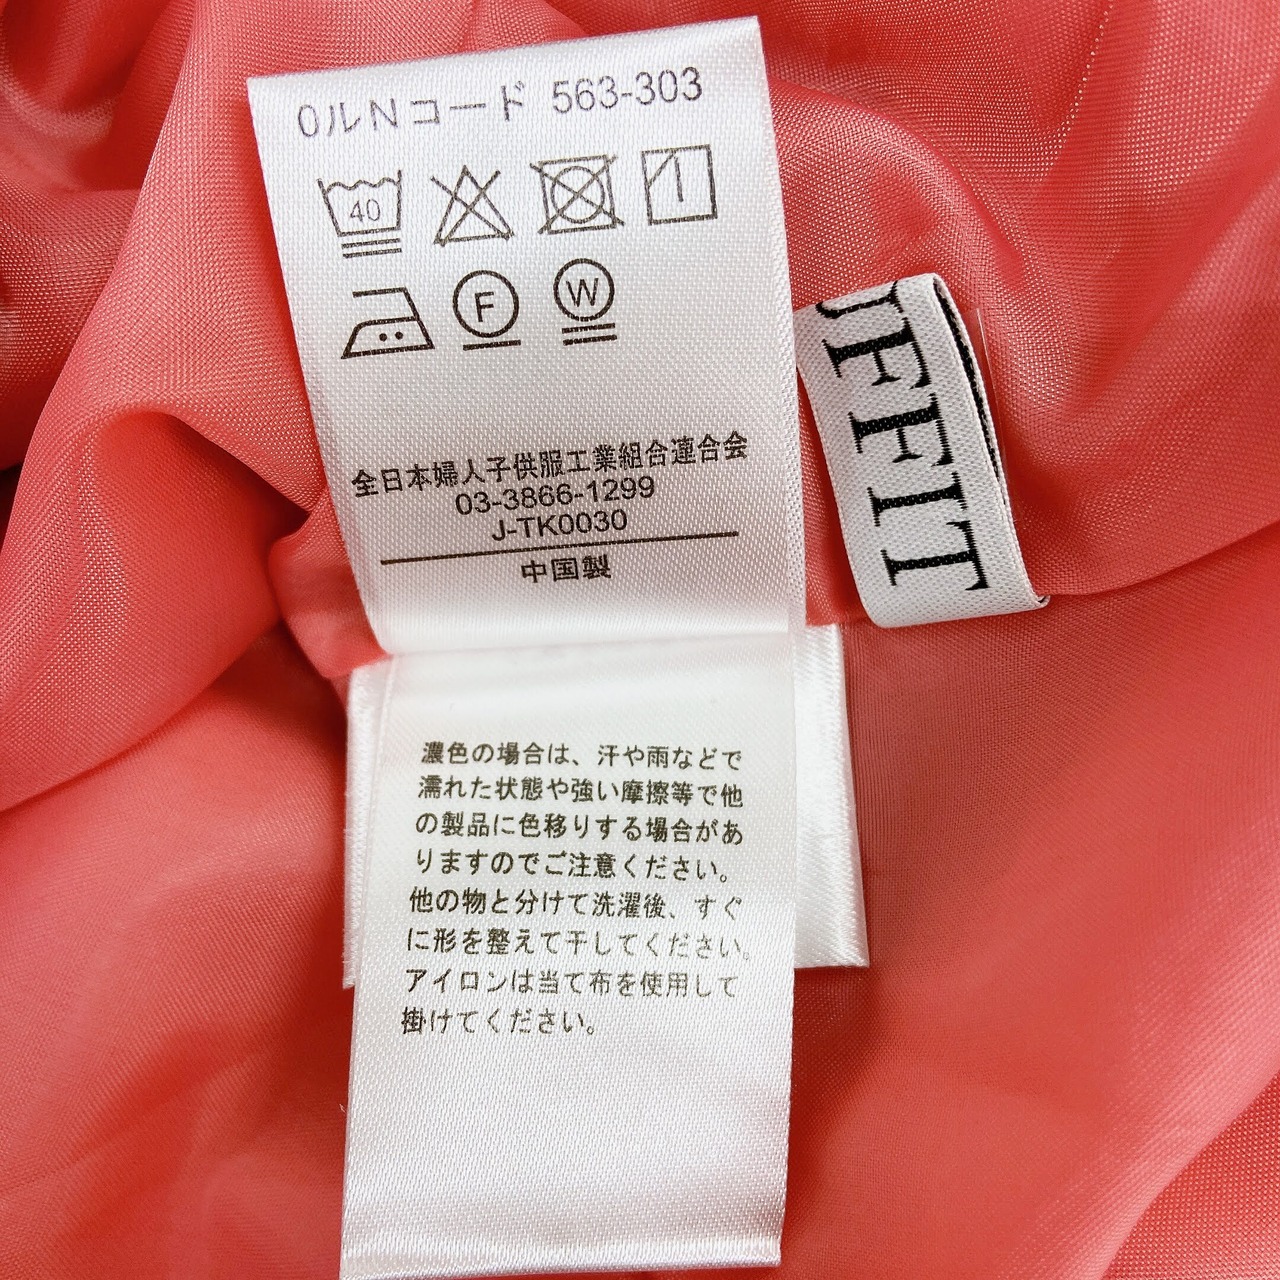 0ルNコード 563-303
40
F
W
全日本婦人子供服工業組合連合会
03-3866-1299
J-TK0030
中国製
UFFIT
濃色の場合は、汗や雨などで
濡れた状態や強い摩擦等で他
の製品に色移りする場合があ
りますのでご注意ください。
他の物と分けて洗濯後、すぐ
に形を整えて干してください。
アイロンは当て布を使用して
掛けてください。